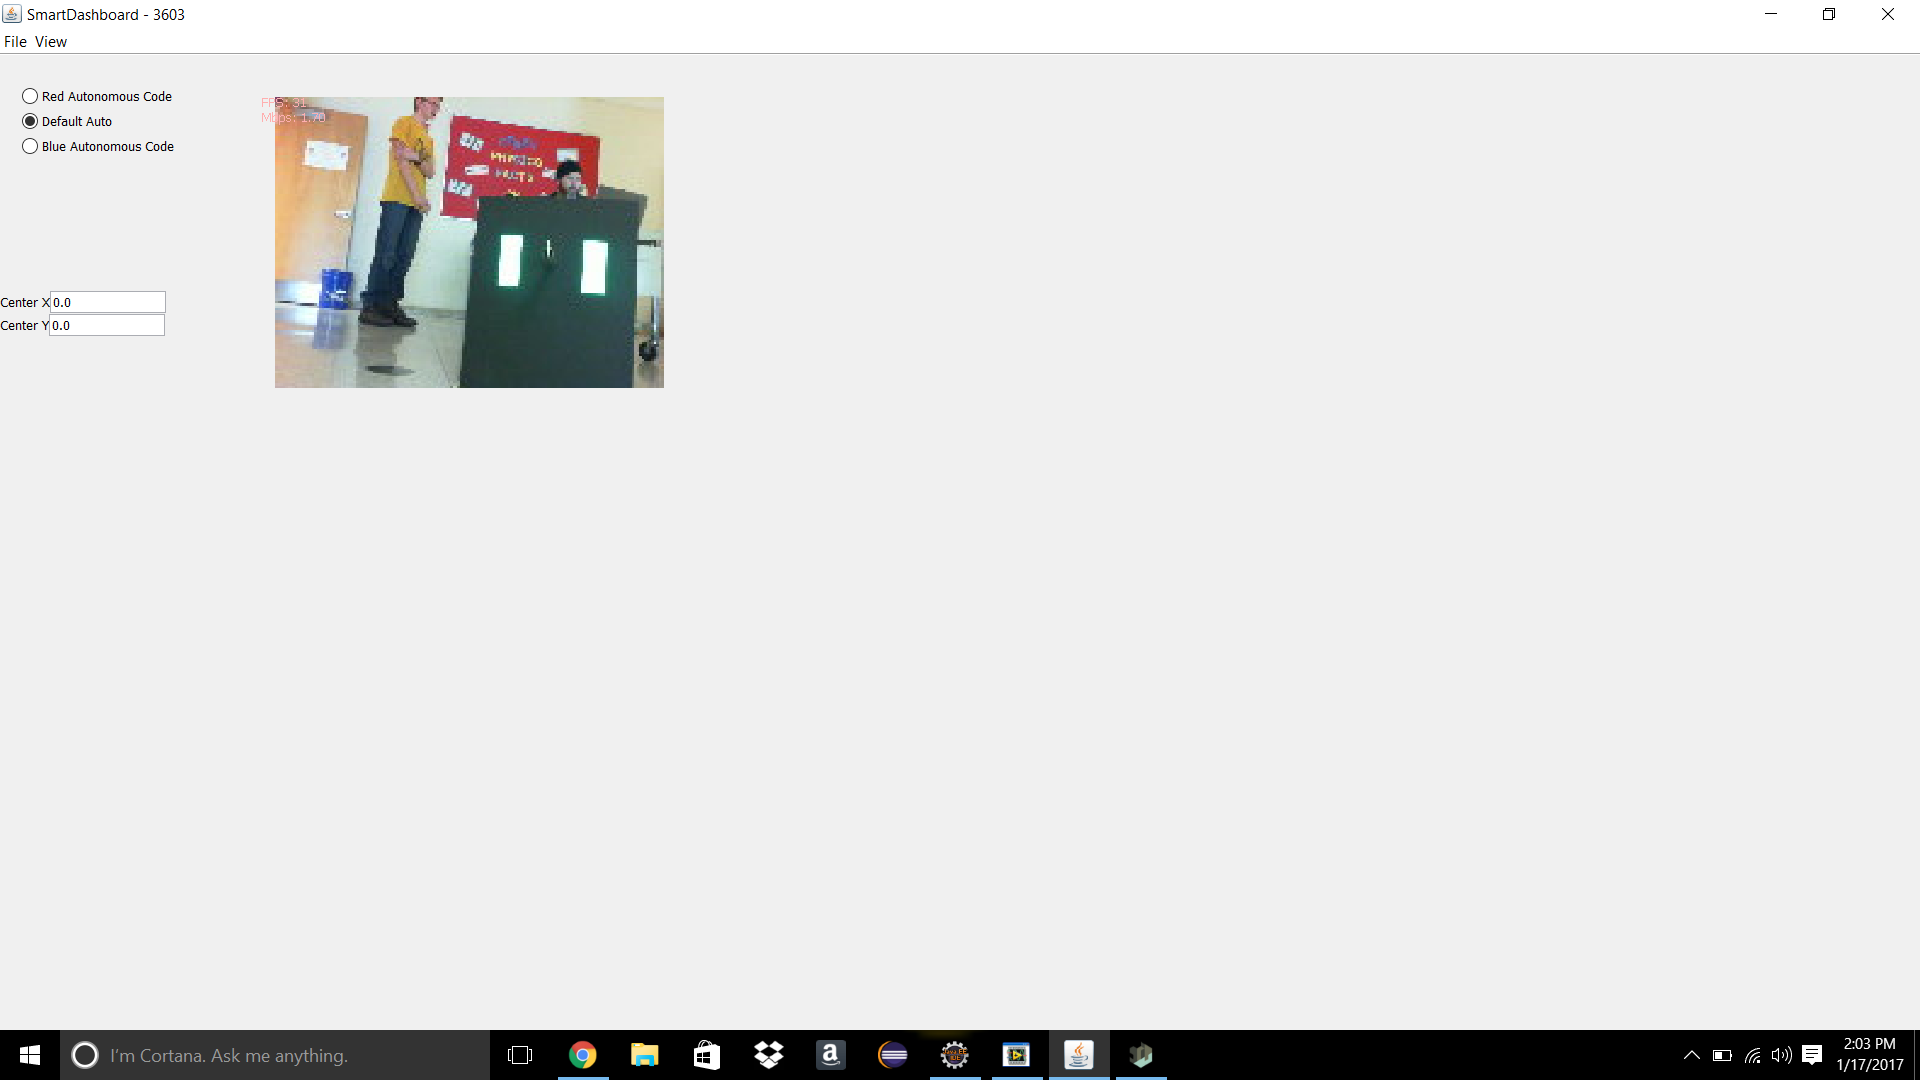 SmartDashboard - 3603
File View
Red Autonomous Code
Default Auto
Blue Autonomous Code
FPS: 31
Mbps: 1.70
Center X 0.0
Center Y 0.0
I'm Cortana. Ask me anything.
2:03 PM
1/17/2017